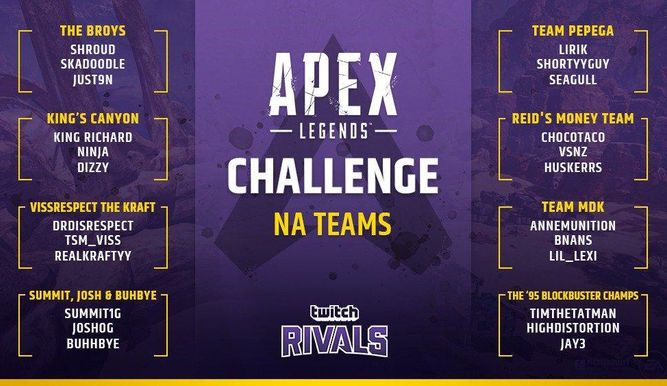 THE BROYS
SHROUD
SKADOODLE
JUST9N
KING'S CANYON
KING RICHARD
NINJA
DIZZY
VISSRESPECT THE KRAFT
DRDISRESPECT
TSM_VISS
REALKRAFTYY
SUMMIT, JOSH & BUHBYE
SUMMIT1G
JOSHOG
BUHHBYE
APEX
LEGENDS
CHALLENGE
NA TEAMS
twitch
RIVALS
TEAM PEPEGA
LIRIK
SHORTYYGUY
SEAGULL
REID'S MONEY TEAM
CHOCOTACO
VSNZ
HUSKERRS
TEAM MDK
ANNEMUNITION
BNANS
LIL_LEXI
THE '95 BLOCKBUSTER CHAMPS
TIMTHETATMAN
HIGHDISTORTION
JAY3